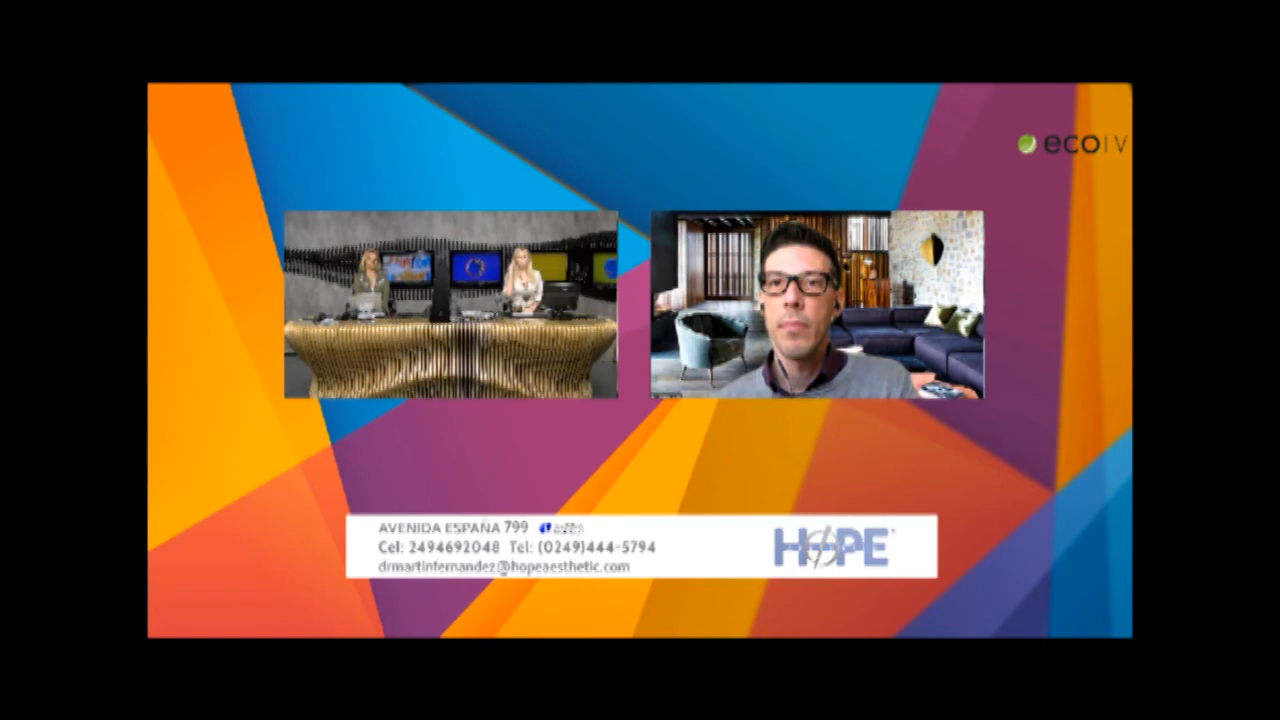 ecoTV
AVENIDA ESPAÑA 799
Cel: 2494692048 Tel: (0249)444-5794
drmartinfernandez@hopeaesthetic.com
HOPE